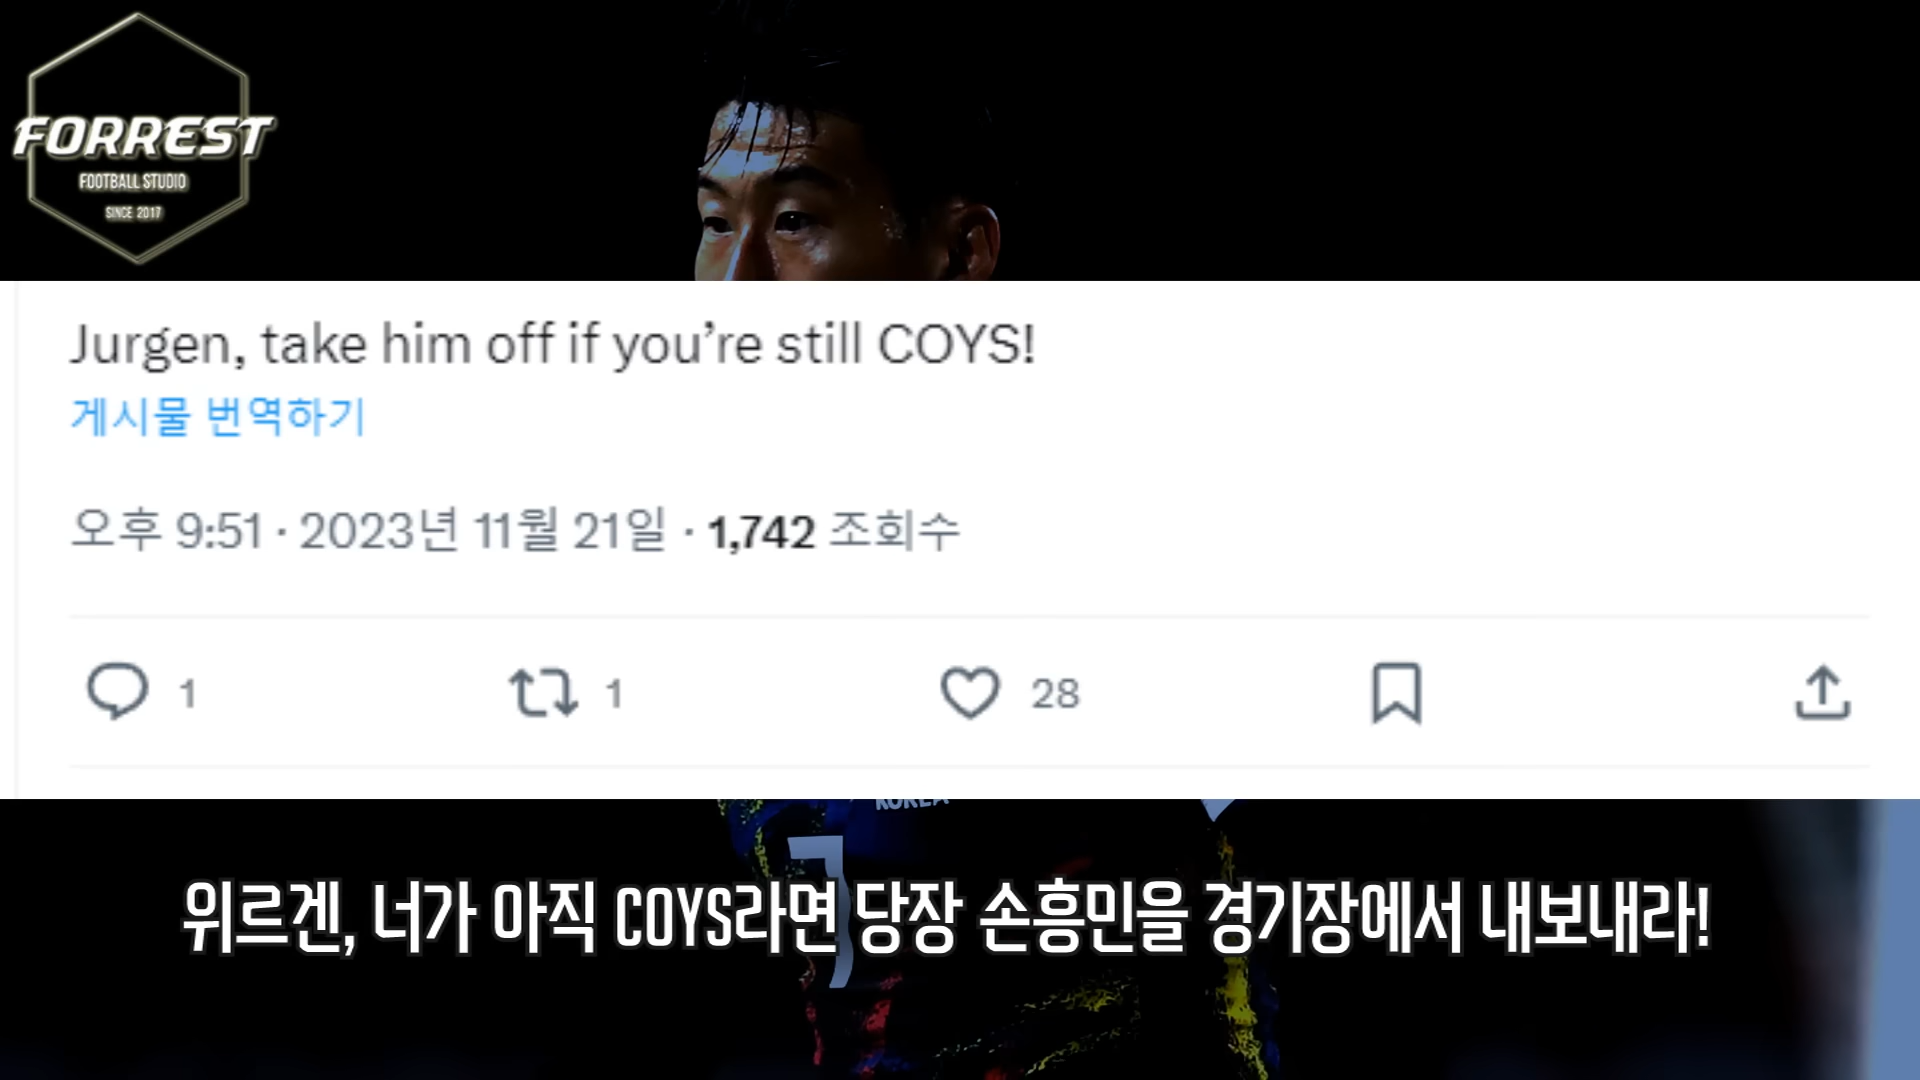 FORREST
FOOTBALL STUDIO
SINCE 2017
Jurgen, take him off if you’re still COYS!
게시물 번역하기
오후 9:51 · 2023년 11월 21일 · 1,742 조회수
1 1 28
KOREA
7
위르겐, 너가 아직 COYS라면 당장 손흥민을 경기장에서 내보내라!